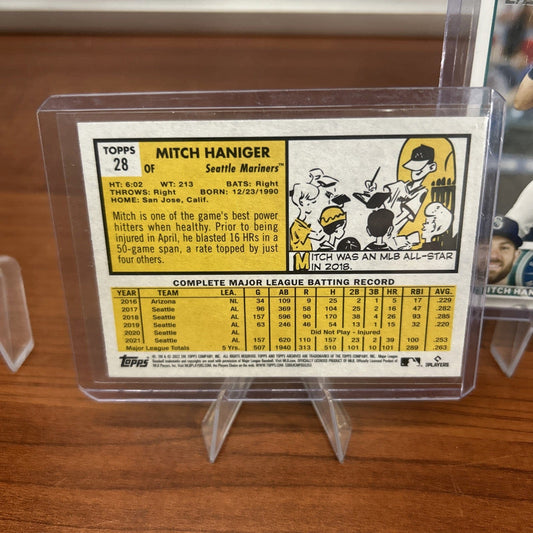 TOPPS
28
OF
MITCH HANIGER
Seattle Mariners™
HT: 6:02 WT: 213 BATS: Right
THROWS: Right BORN: 12/23/1990
HOME: San Jose, Calif.
Mitch is one of the game's best power
hitters when healthy. Prior to being
injured in April, he blasted 16 HRs in a
50-game span, a rate topped by just
four others.
MITCH WAS AN MLB ALL-STAR
IN 2018.
COMPLETE MAJOR LEAGUE BATTING RECORD
YEAR TEAM LEA. G AB R H 2B 3B HR RBI AVG.
2016 Arizona NL 34 109 9 25 2 1 5 17 .229
2017 Seattle AL 96 369 58 104 25 2 16 47 .282
2018 Seattle AL 157 596 90 170 38 4 26 93 .285
2019 Seattle AL 63 246 46 54 13 1 15 32 .220
2020 Seattle Did Not Play - Injured
2021 Seattle AL 157 620 110 157 23 2 39 100 .253
Major League Totals 5 Yrs. 507 1940 313 510 101 10 101 289 .263
Topps
PLAYERS
MITCH HAN